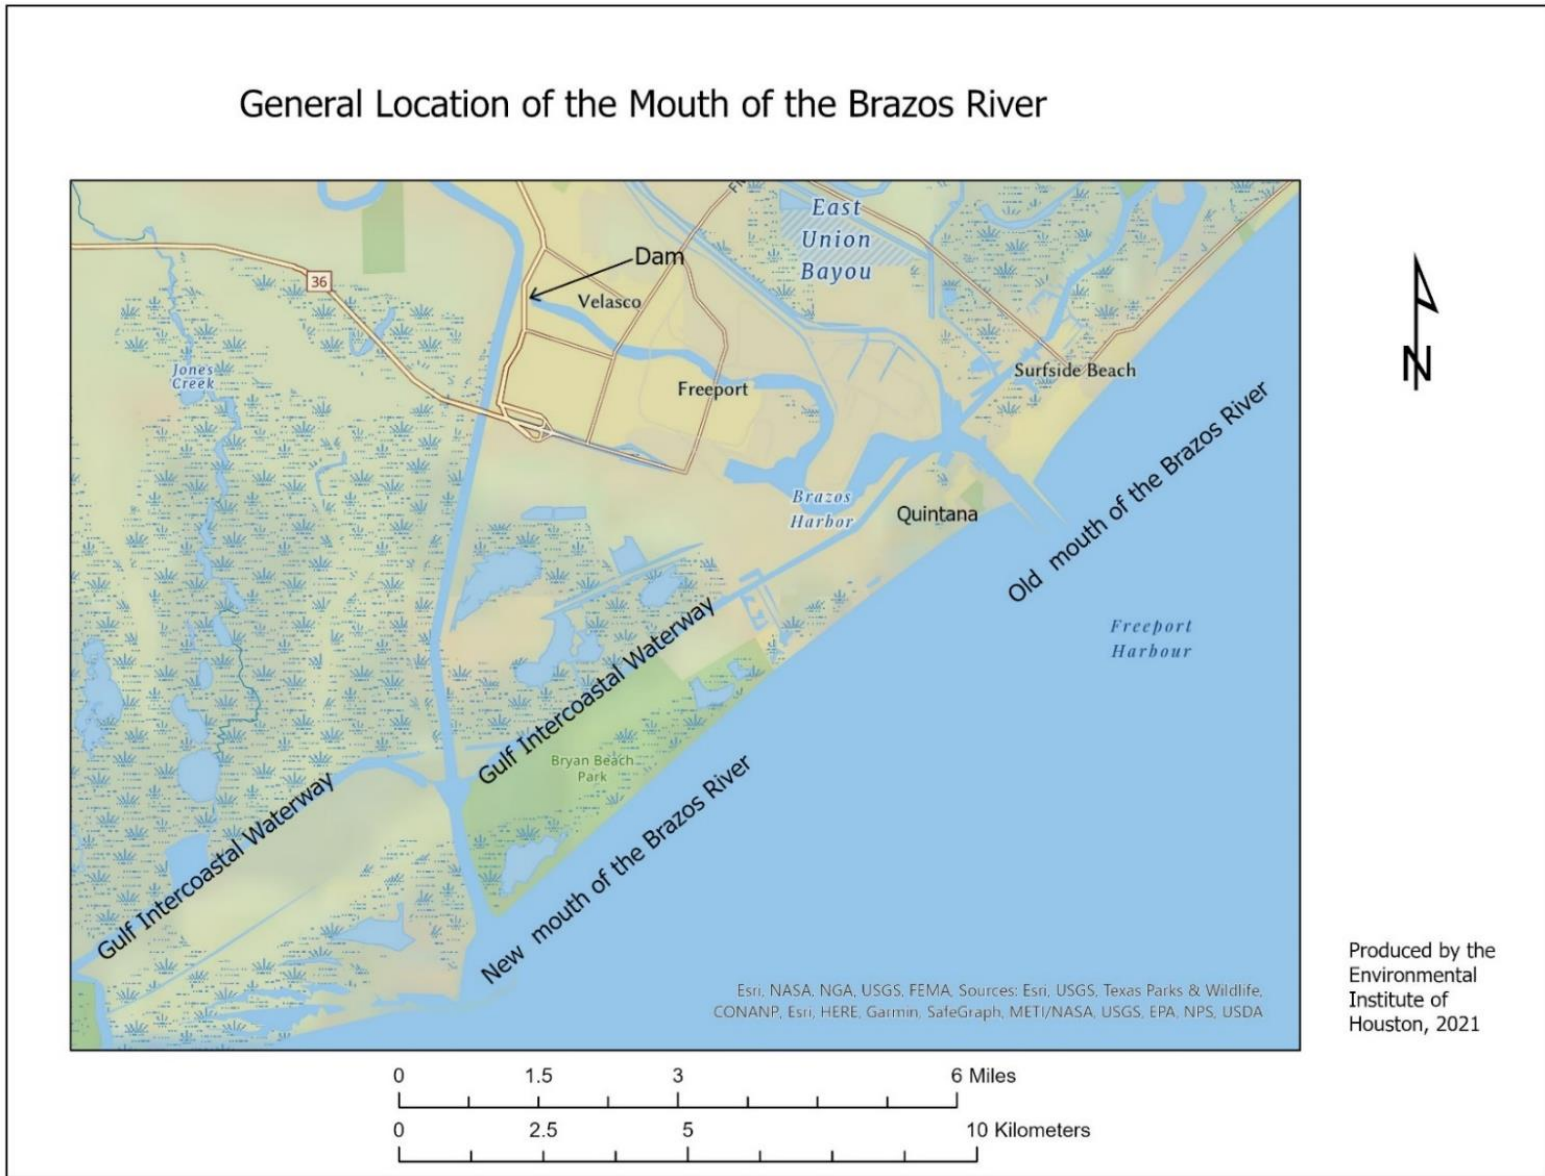 General Location of the Mouth of the Brazos River
East
Union
Bayou
Dam
36
Velasco
Jones
Creek
Surfside Beach
Freeport
N
Brazos
Harbor
Quintana
Old mouth of the Brazos River
Freeport
Harbour
Gulf Intercoastal Waterway
Bryan Beach
Park
Gulf Intercoastal Waterway
New mouth of the Brazos River
Esri, NASA, NGA, USGS, FEMA, Sources: Esri, USGS, Texas Parks & Wildlife,
CONANP, Esri, HERE, Garmin, SafeGraph, METI/NASA, USGS, EPA, NPS, USDA
Produced by the
Environmental
Institute of
Houston, 2021
0 1.5 3 6 Miles
0 2.5 5 10 Kilometers